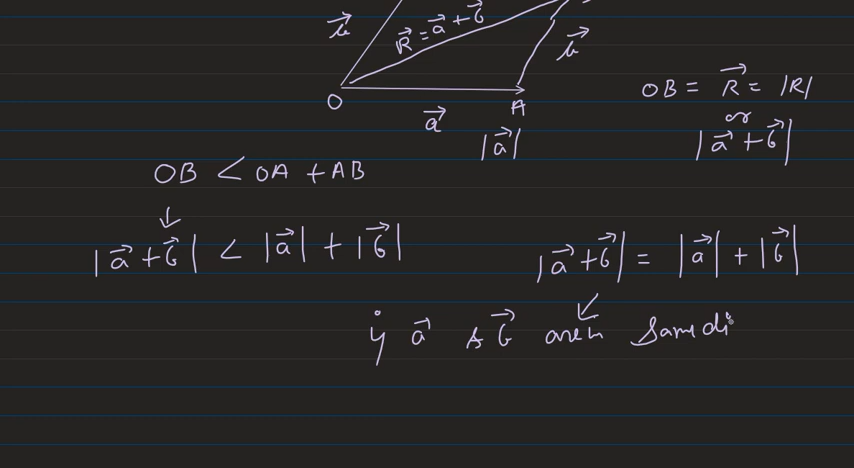 b⃗
R⃗ = a⃗ + b⃗
b⃗
O
A
a⃗
|a⃗|
OB = R⃗ = |R|
or
|a⃗ + b⃗|
OB < OA + AB
↓
|a⃗ + b⃗| < |a⃗| + |b⃗|
|a⃗ + b⃗| = |a⃗| + |b⃗|
if a⃗ & b⃗ are in same di